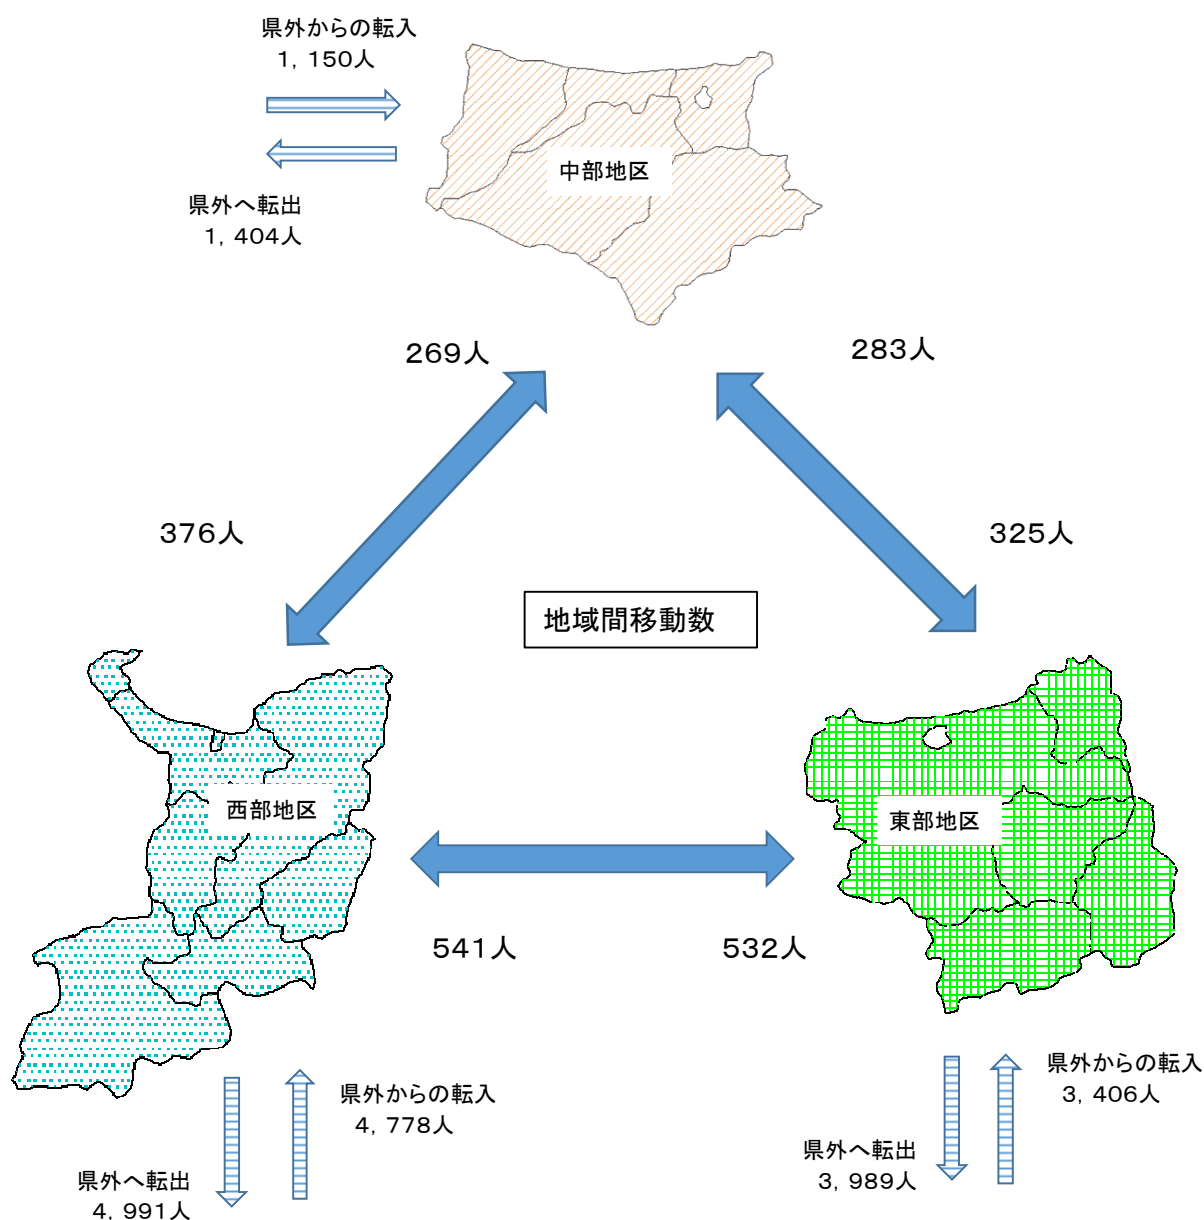 県外からの転入
1，150人
中部地区
県外へ転出
1，404人
269人
283人
376人
325人
地域間移動数
西部地区
東部地区
541人
532人
県外からの転入
4，778人
県外へ転出
4，991人
県外からの転入
3，406人
県外へ転出
3，989人